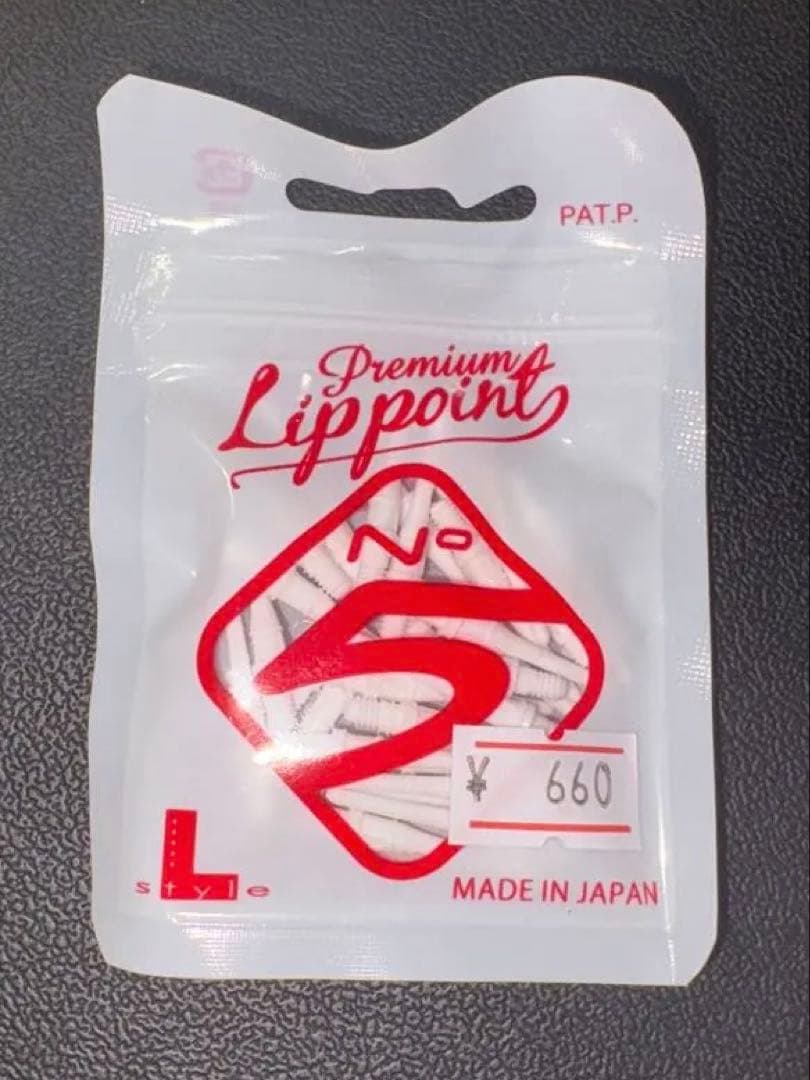 PAT.P.
Premium
Lippoint
No
5
¥ 660
L
style
MADE IN JAPAN